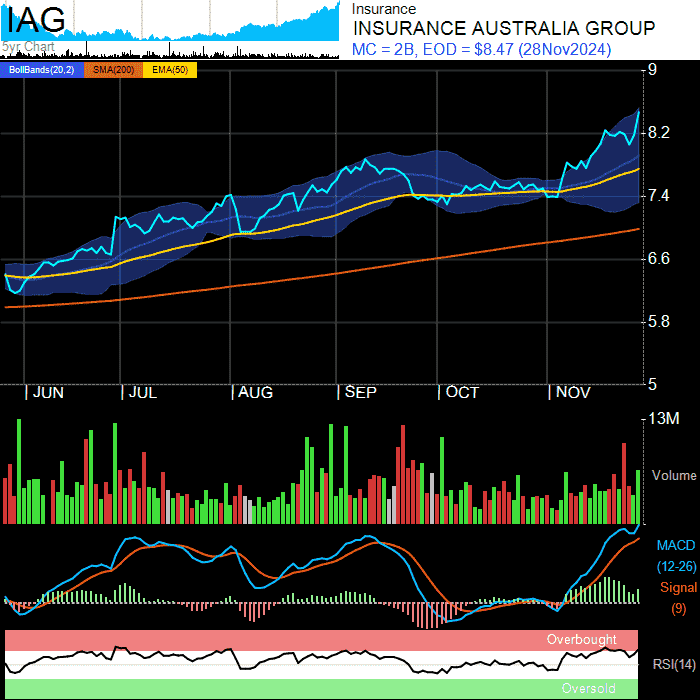 IAG
5yr Chart
Insurance
INSURANCE AUSTRALIA GROUP
MC = 2B, EOD = $8.47 (28Nov2024)
BollBands(20,2) SMA(200) EMA(50)
9
8.2
7.4
6.6
5.8
5
JUN JUL AUG SEP OCT NOV
13M
Volume
MACD
(12-26)
Signal
(9)
Overbought
RSI(14)
Oversold